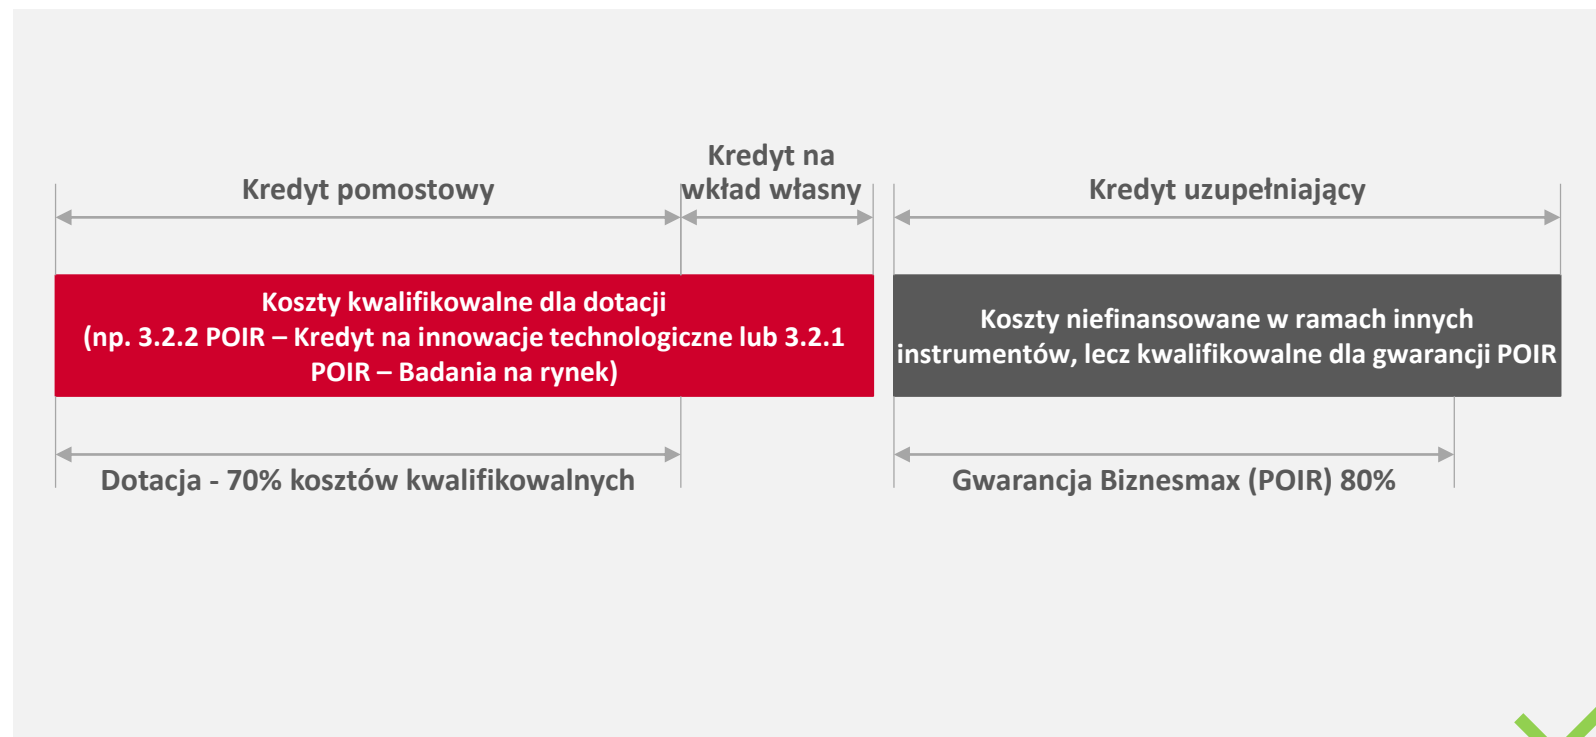 Kredyt pomostowy
Kredyt na
wkład własny
Kredyt uzupełniający
Koszty kwalifikowalne dla dotacji
(np. 3.2.2 POIR – Kredyt na innowacje technologiczne lub 3.2.1
POIR – Badania na rynek)
Koszty niefinansowane w ramach innych
instrumentów, lecz kwalifikowalne dla gwarancji POIR
Dotacja - 70% kosztów kwalifikowalnych
Gwarancja Biznesmax (POIR) 80%